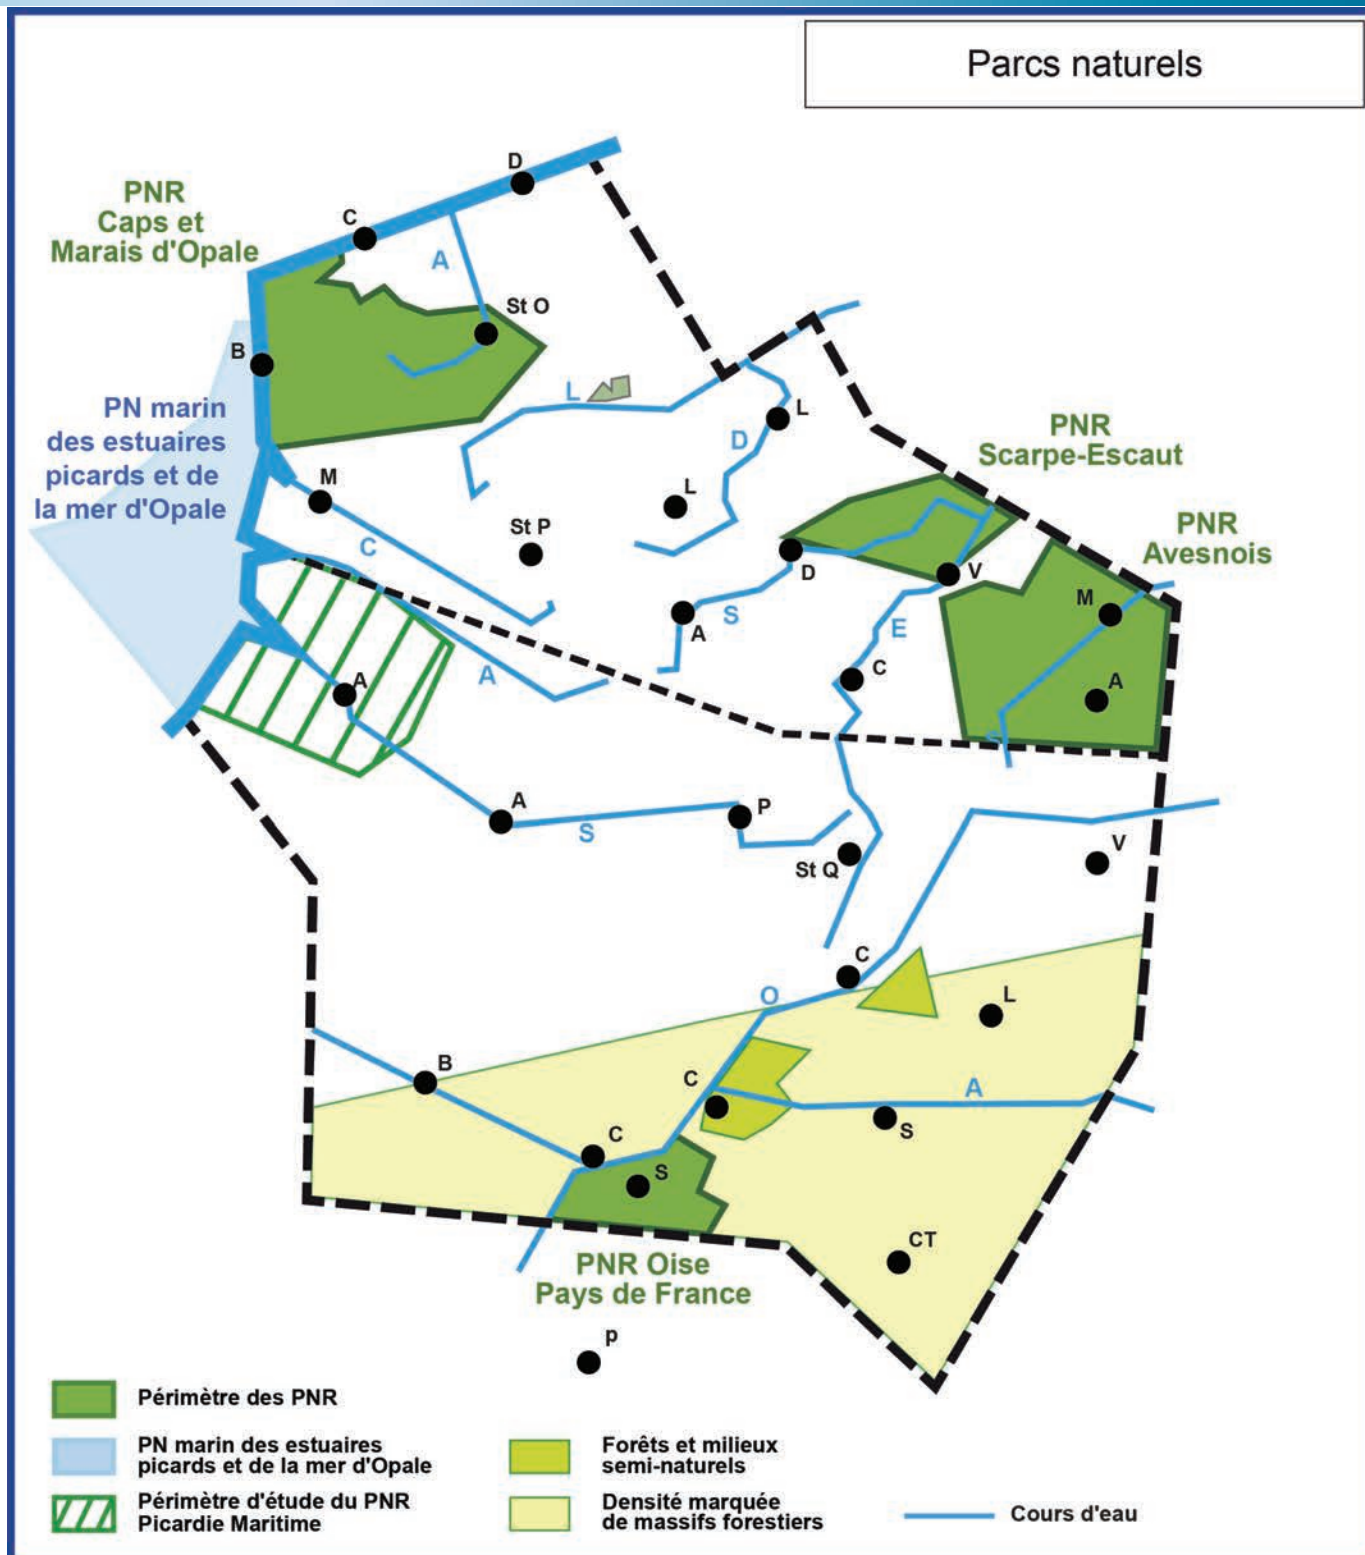 Parcs naturels
D
PNR
Caps et
Marais d'Opale
C
A
St O
B
L
PN marin
des estuaires
picards et de
la mer d'Opale
L
D
PNR
Scarpe-Escaut
M
L
St P
C
PNR
Avesnois
D
V
M
A
S
E
A
A
C
A
S
A
S
P
V
St Q
C
O
L
B
C
A
S
C
S
CT
PNR Oise
Pays de France
p
Périmètre des PNR
PN marin des estuaires
picards et de la mer d'Opale
Périmètre d'étude du PNR
Picardie Maritime
Forêts et milieux
semi-naturels
Densité marquée
de massifs forestiers
Cours d'eau